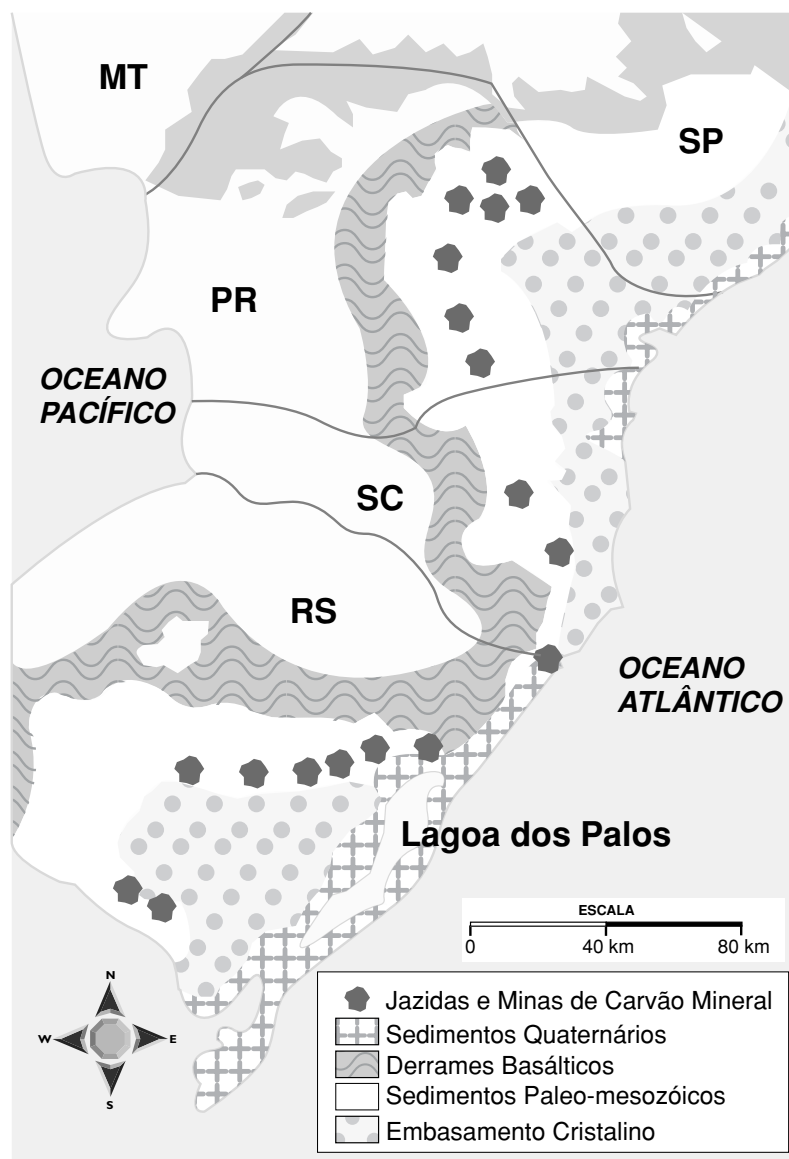 MT
SP
PR
OCEANO
PACÍFICO
SC
RS
OCEANO
ATLÂNTICO
Lagoa dos Palos
ESCALA
0 40 km 80 km
N
W E
S
Jazidas e Minas de Carvão Mineral
Sedimentos Quaternários
Derrames Basálticos
Sedimentos Paleo-mesozóicos
Embasamento Cristalino